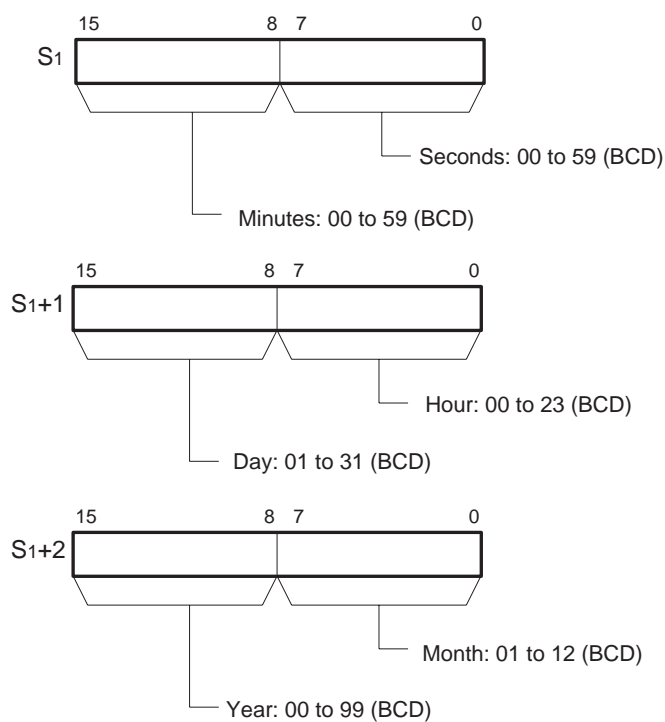 15 8 7 0
S1
Seconds: 00 to 59 (BCD)
Minutes: 00 to 59 (BCD)
15 8 7 0
S1+1
Hour: 00 to 23 (BCD)
Day: 01 to 31 (BCD)
15 8 7 0
S1+2
Month: 01 to 12 (BCD)
Year: 00 to 99 (BCD)